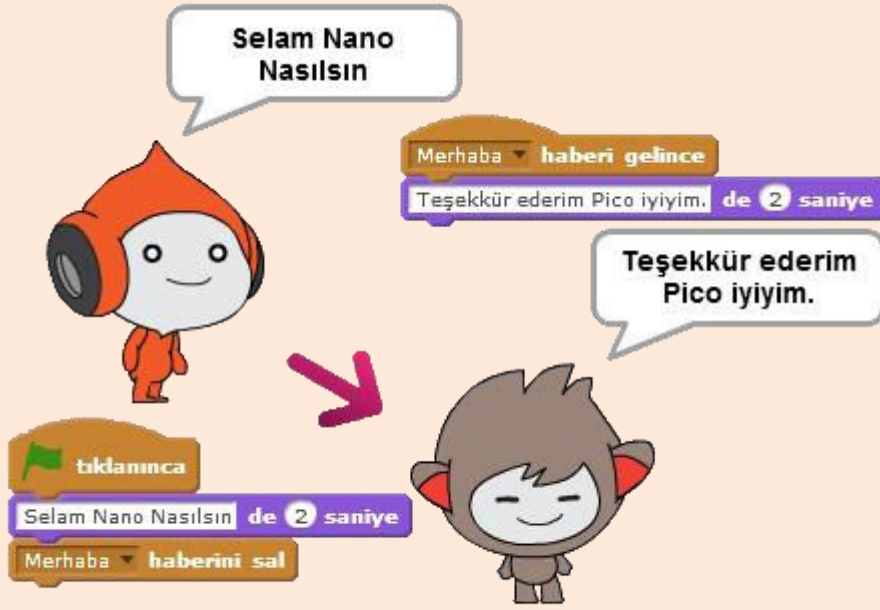 Selam Nano
Nasılsın
Merhaba haberi gelince
Teşekkür ederim Pico iyiyim. de 2 saniye
Teşekkür ederim
Pico iyiyim.
tıklanınca
Selam Nano Nasılsın de 2 saniye
Merhaba haberini sal